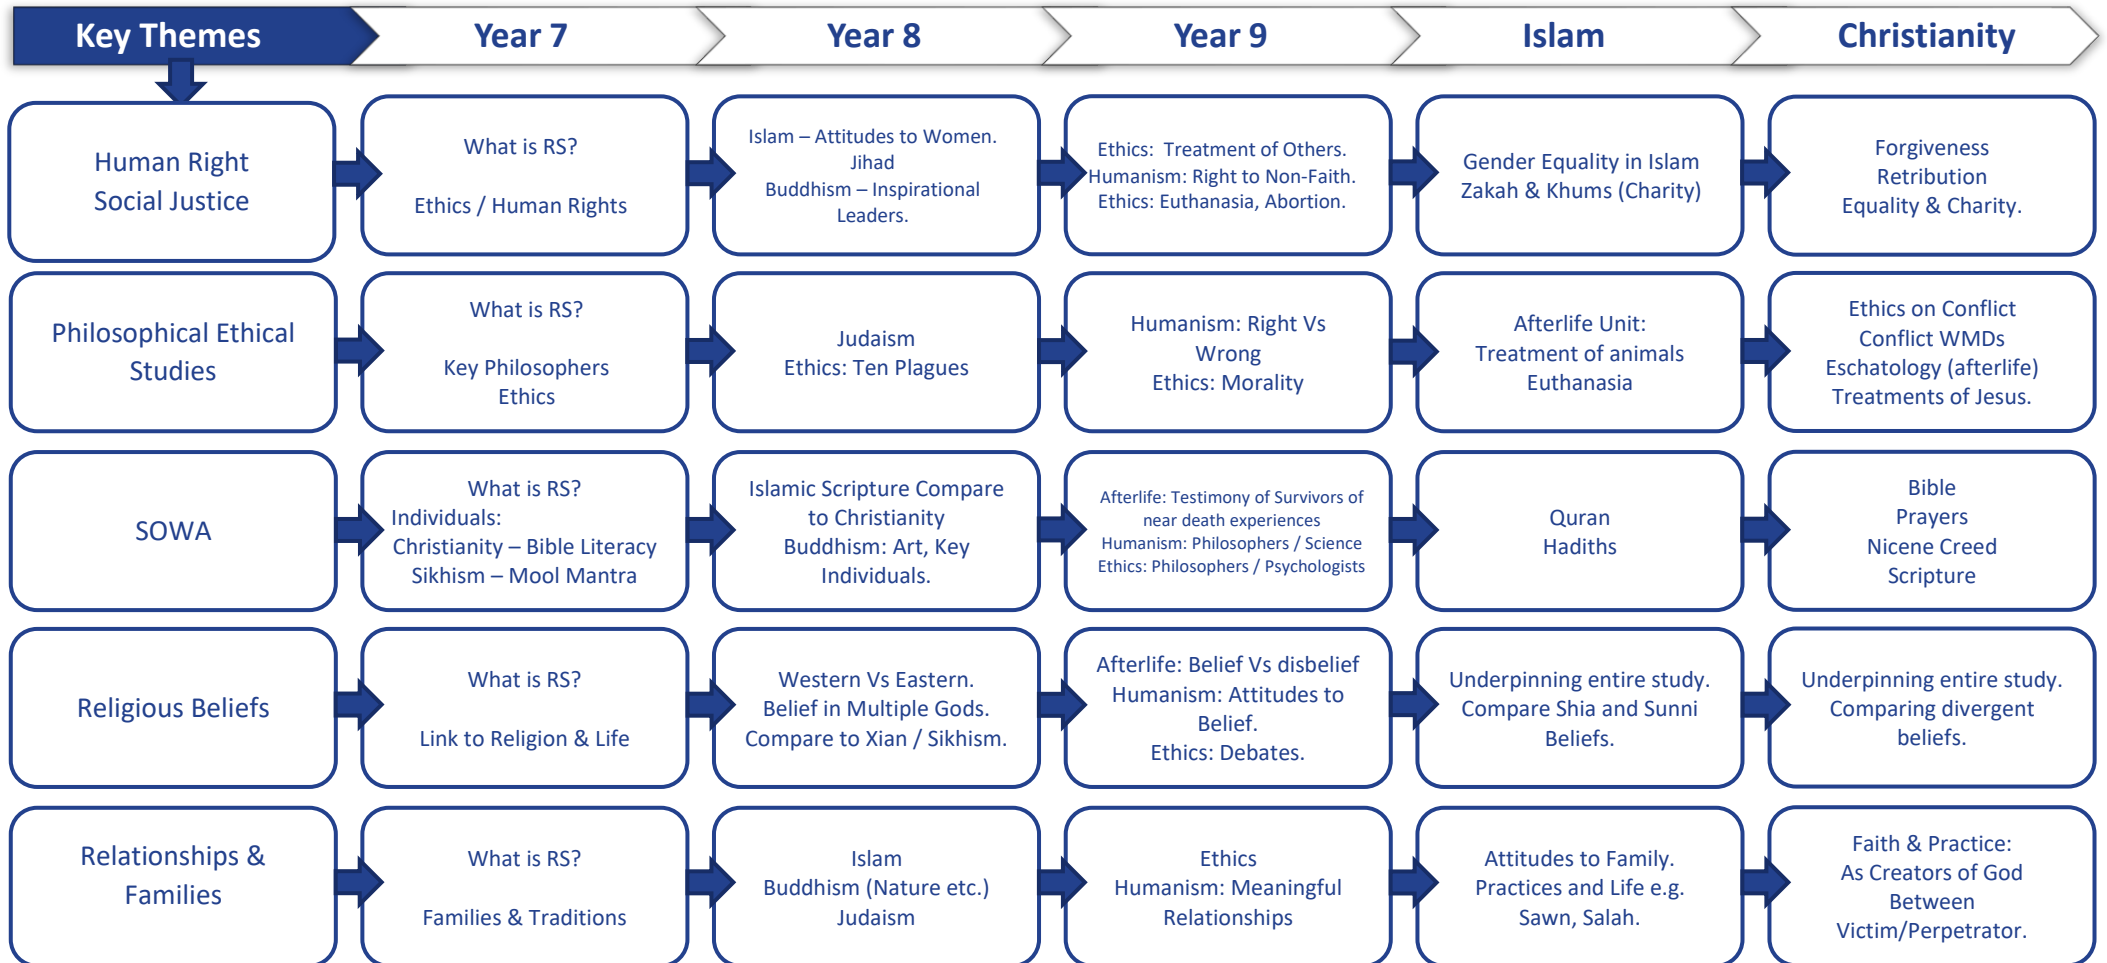 Key Themes
Year 7
Year 8
Year 9
Islam
Christianity
Human Right
Social Justice
What is RS?
Ethics / Human Rights
Islam – Attitudes to Women.
Jihad
Buddhism – Inspirational
Leaders.
Ethics:  Treatment of Others.
Humanism: Right to Non-Faith.
Ethics: Euthanasia, Abortion.
Gender Equality in Islam
Zakah & Khums (Charity)
Forgiveness
Retribution
Equality & Charity.
Philosophical Ethical
Studies
What is RS?
Key Philosophers
Ethics
Judaism
Ethics: Ten Plagues
Humanism: Right Vs
Wrong
Ethics: Morality
Afterlife Unit:
Treatment of animals
Euthanasia
Ethics on Conflict
Conflict WMDs
Eschatology (afterlife)
Treatments of Jesus.
SOWA
What is RS?
Individuals:
Christianity – Bible Literacy
Sikhism – Mool Mantra
Islamic Scripture Compare
to Christianity
Buddhism: Art, Key
Individuals.
Afterlife: Testimony of Survivors of
near death experiences
Humanism: Philosophers / Science
Ethics: Philosophers / Psychologists
Quran
Hadiths
Bible
Prayers
Nicene Creed
Scripture
Religious Beliefs
What is RS?
Link to Religion & Life
Western Vs Eastern.
Belief in Multiple Gods.
Compare to Xian / Sikhism.
Afterlife: Belief Vs disbelief
Humanism: Attitudes to
Belief.
Ethics: Debates.
Underpinning entire study.
Compare Shia and Sunni
Beliefs.
Underpinning entire study.
Comparing divergent
beliefs.
Relationships &
Families
What is RS?
Families & Traditions
Islam
Buddhism (Nature etc.)
Judaism
Ethics
Humanism: Meaningful
Relationships
Attitudes to Family.
Practices and Life e.g.
Sawn, Salah.
Faith & Practice:
As Creators of God
Between
Victim/Perpetrator.